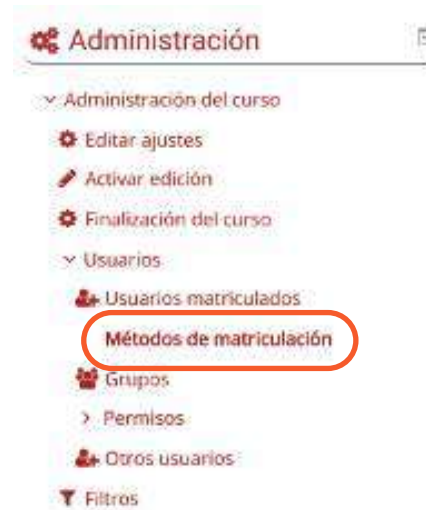 Administración
Administración del curso
Editar ajustes
Activar edición
Finalización del curso
Usuarios
Usuarios matriculados
Métodos de matriculación
Grupos
Permisos
Otros usuarios
Filtros